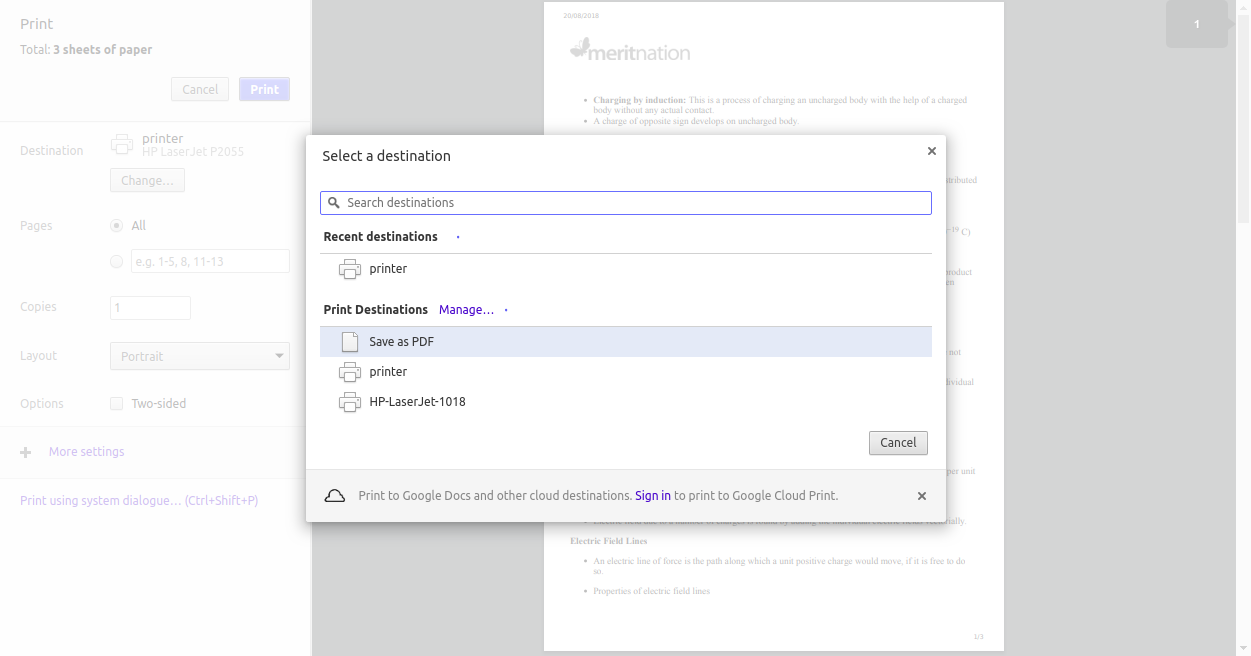 Print
Total: 3 sheets of paper
Cancel
Print
Destination
printer
HP LaserJet P2055
Change...
Pages
All
e.g. 1-5, 8, 11-13
Copies
1
Layout
Portrait
Options
Two-sided
More settings
Print using system dialogue... (Ctrl+Shift+P)
20/08/2018
meritnation
• Charging by induction: This is a process of charging an uncharged body with the help of a charged
body without any actual contact.
• A charge of opposite sign develops on uncharged body
Select a destination
Search destinations
Recent destinations
printer
Print Destinations Manage...
Save as PDF
printer
HP-LaserJet-1018
Cancel
Print to Google Docs and other cloud destinations. Sign in to print to Google Cloud Print.
-19 C)
not
per unit
Electric Field Lines
• An electric line of force is the path along which a unit positive charge would move, if it is free to do
so.
• Properties of electric field lines
1/3
1